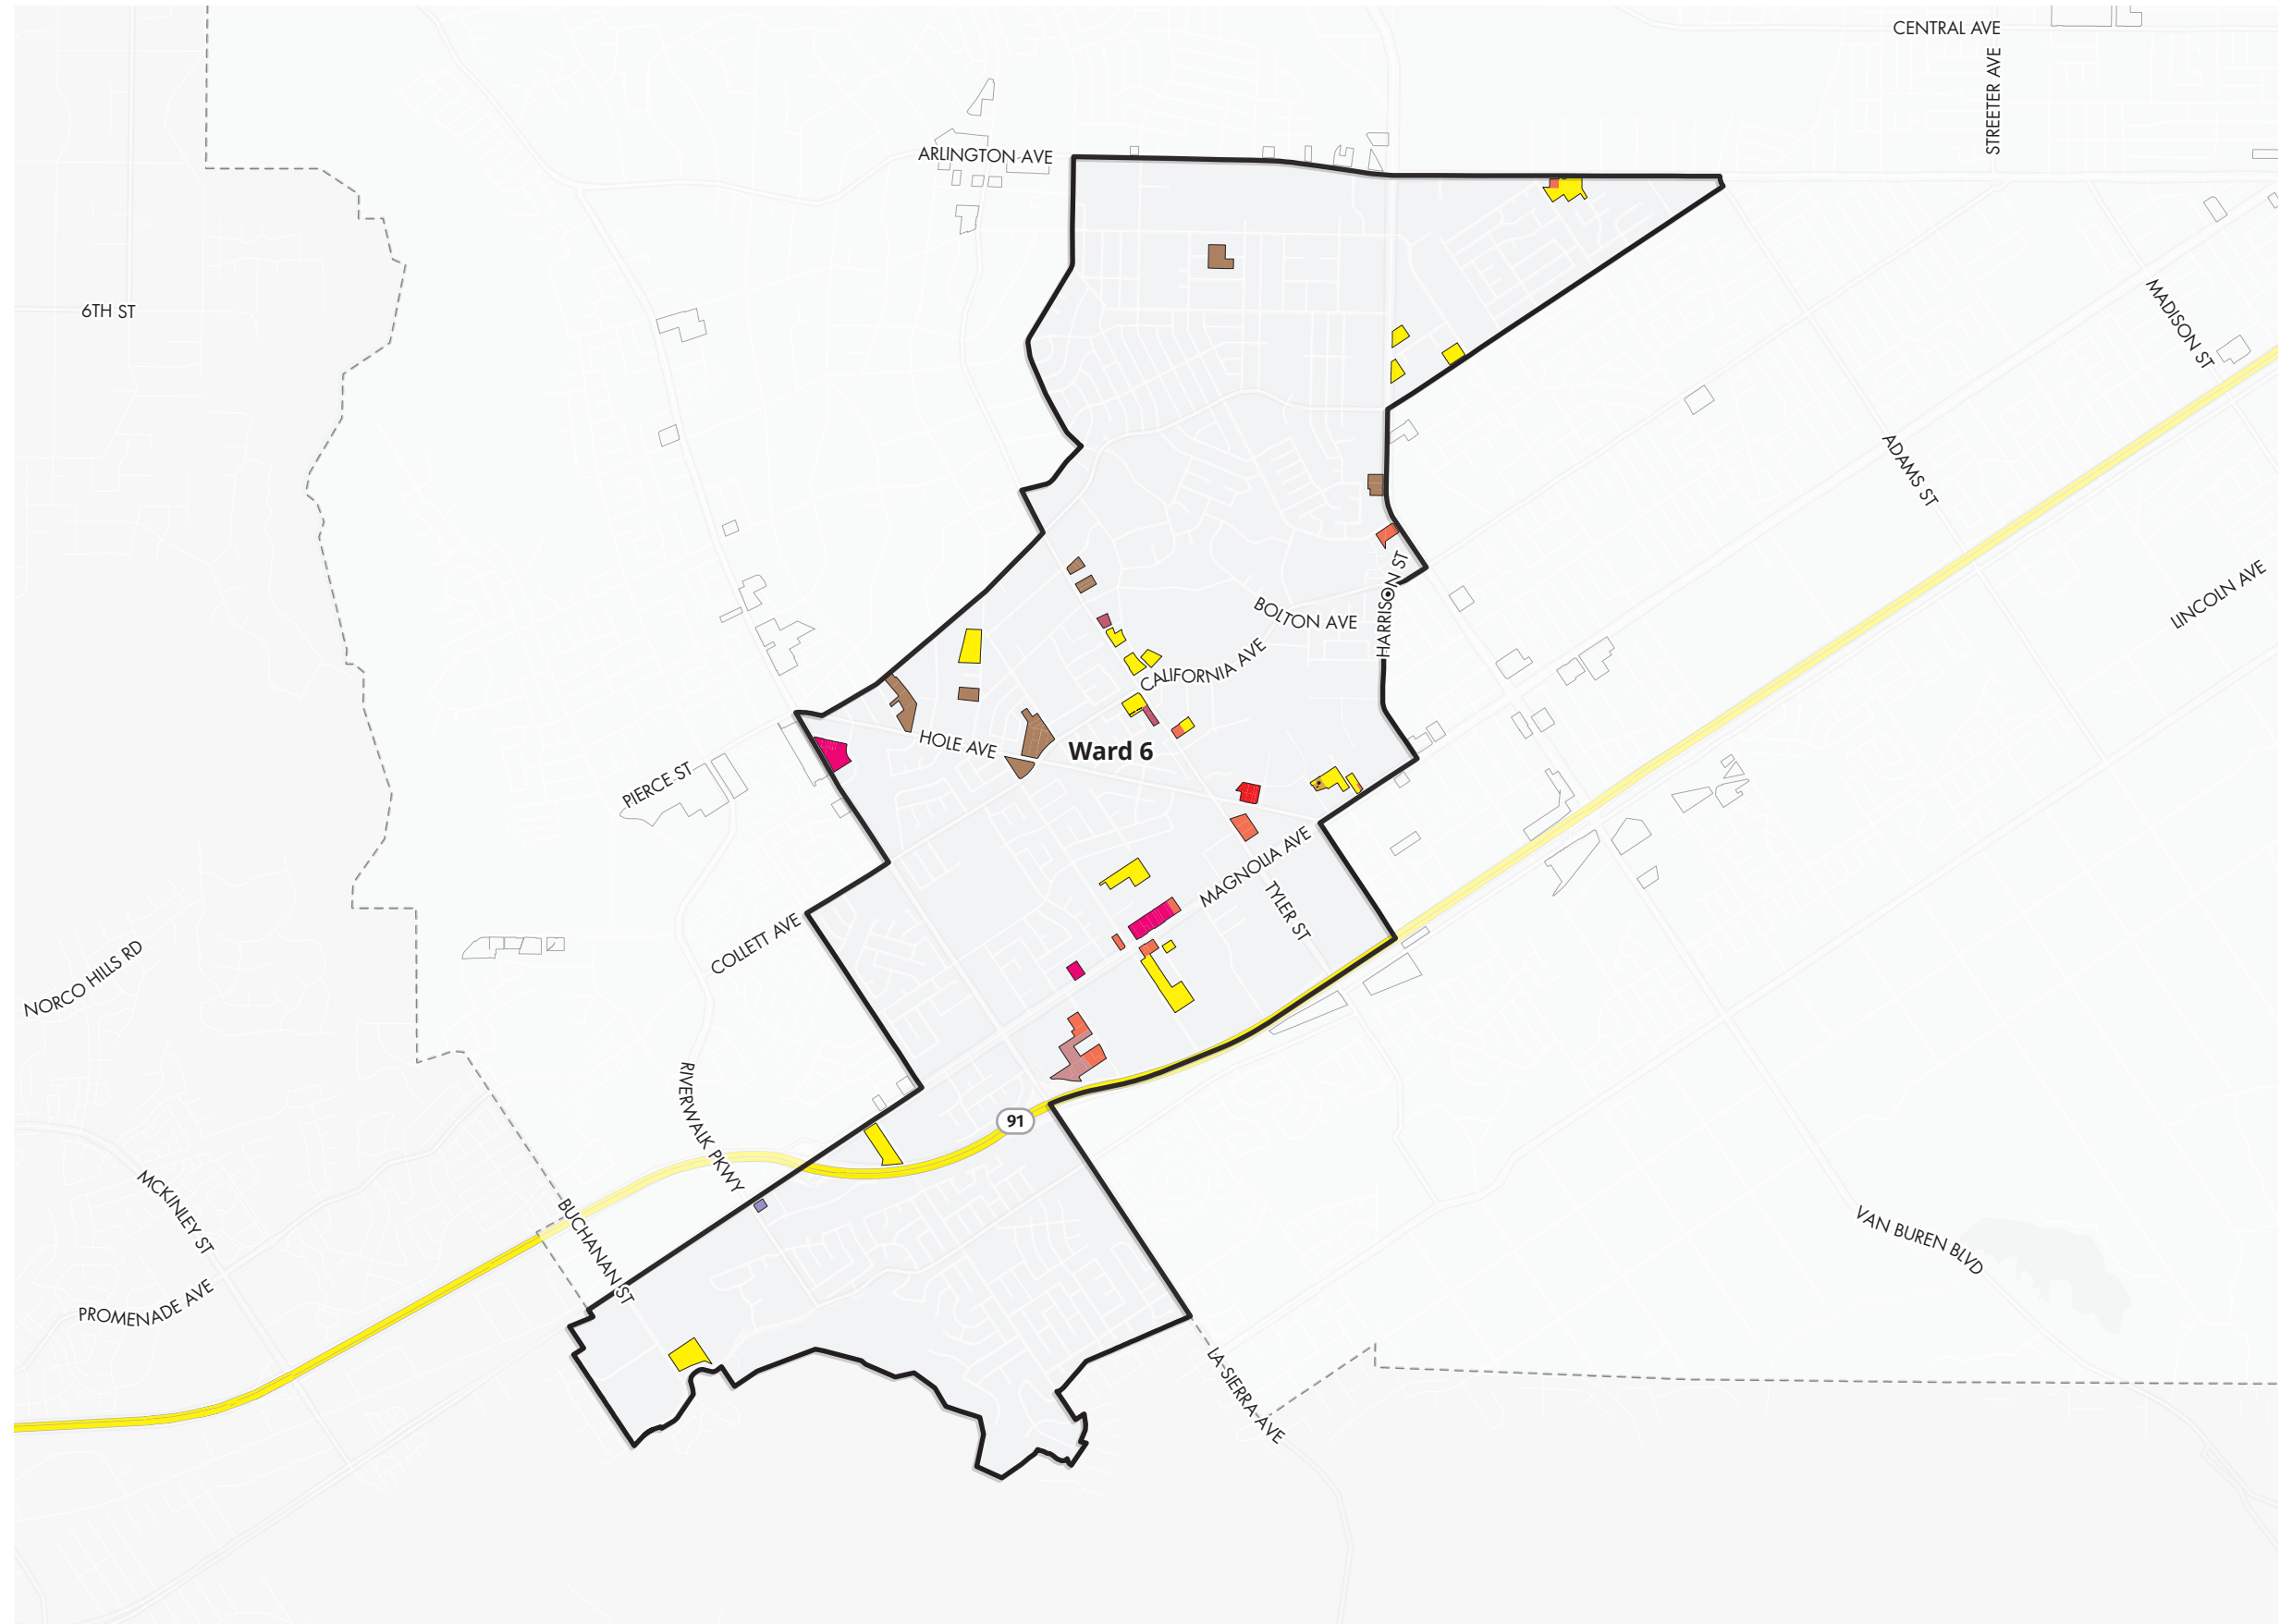 CENTRAL AVE
STREETER AVE
ARLINGTON AVE
6TH ST
MADISON ST
ADAMS ST
LINCOLN AVE
HARRISON ST
BOLTON AVE
CALIFORNIA AVE
HOLE AVE
Ward 6
PIERCE ST
MAGNOLIA AVE
TYLER ST
COLLETT AVE
NORCO HILLS RD
RIVERWALK PKWY
91
MCKINLEY ST
BUCHANAN ST
VAN BUREN BLVD
PROMENADE AVE
LA SIERRA AVE